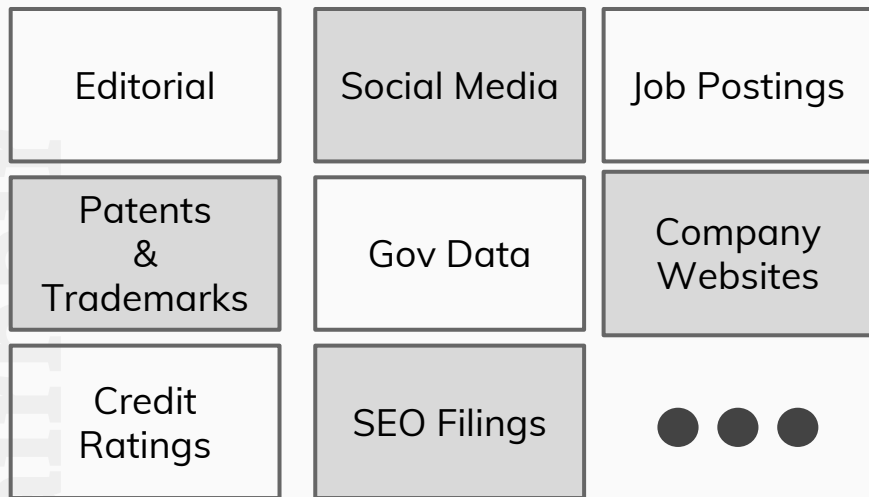 Editorial
Social Media
Job Postings
Patents
&
Trademarks
Gov Data
Company
Websites
Credit
Ratings
SEO Filings